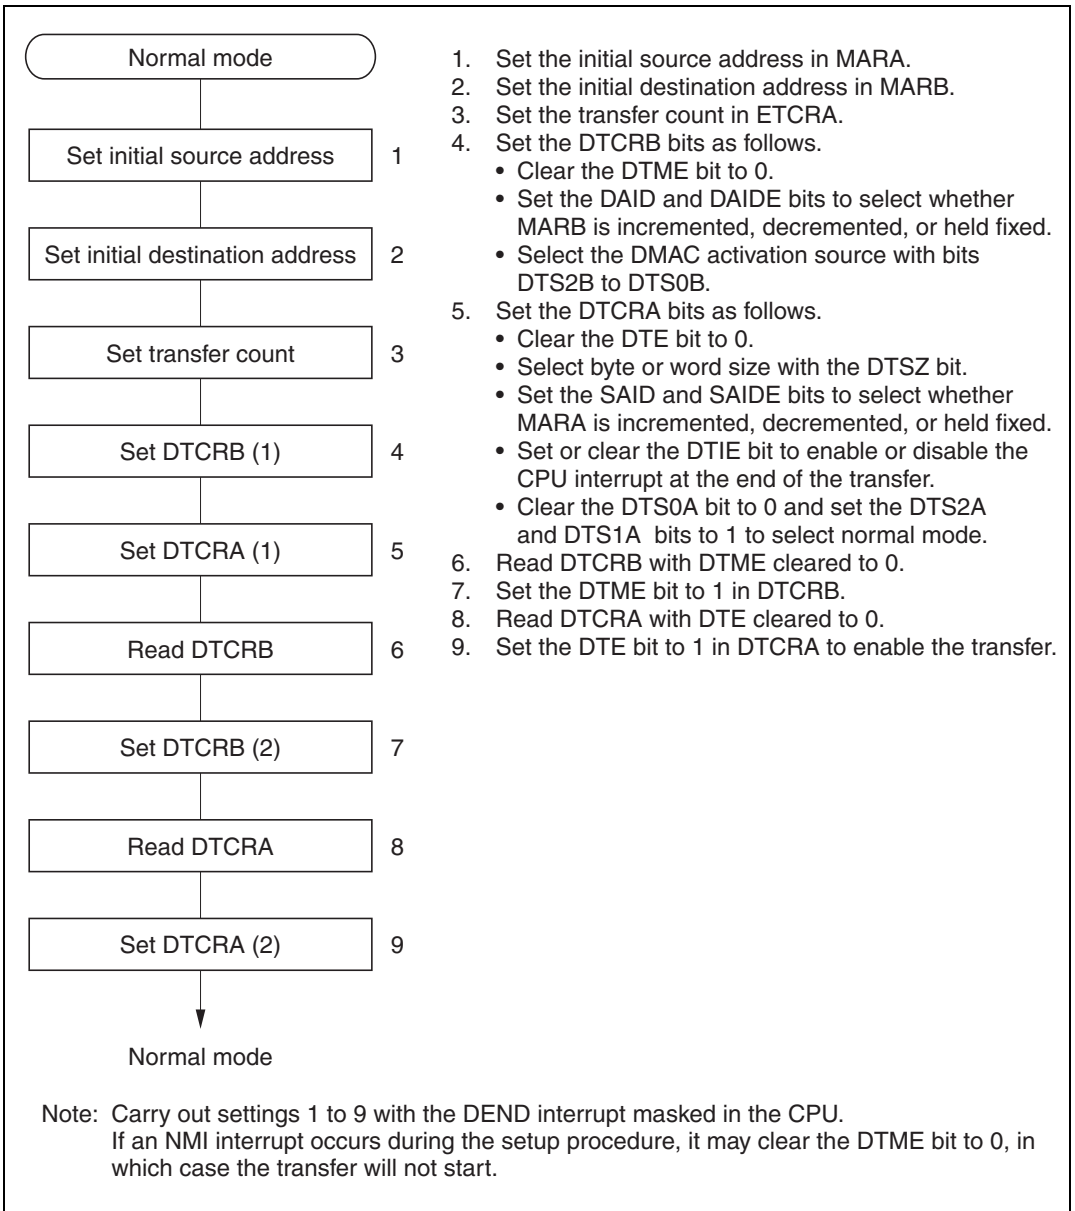 Normal mode
Set initial source address 1
Set initial destination address 2
Set transfer count 3
Set DTCRB (1) 4
Set DTCRA (1) 5
Read DTCRB 6
Set DTCRB (2) 7
Read DTCRA 8
Set DTCRA (2) 9
Normal mode
1. Set the initial source address in MARA.
2. Set the initial destination address in MARB.
3. Set the transfer count in ETCRA.
4. Set the DTCRB bits as follows.
• Clear the DTME bit to 0.
• Set the DAID and DAIDE bits to select whether
MARB is incremented, decremented, or held fixed.
• Select the DMAC activation source with bits
DTS2B to DTS0B.
5. Set the DTCRA bits as follows.
• Clear the DTE bit to 0.
• Select byte or word size with the DTSZ bit.
• Set the SAID and SAIDE bits to select whether
MARA is incremented, decremented, or held fixed.
• Set or clear the DTIE bit to enable or disable the
CPU interrupt at the end of the transfer.
• Clear the DTS0A bit to 0 and set the DTS2A
and DTS1A bits to 1 to select normal mode.
6. Read DTCRB with DTME cleared to 0.
7. Set the DTME bit to 1 in DTCRB.
8. Read DTCRA with DTE cleared to 0.
9. Set the DTE bit to 1 in DTCRA to enable the transfer.
Note: Carry out settings 1 to 9 with the DEND interrupt masked in the CPU.
If an NMI interrupt occurs during the setup procedure, it may clear the DTME bit to 0, in
which case the transfer will not start.